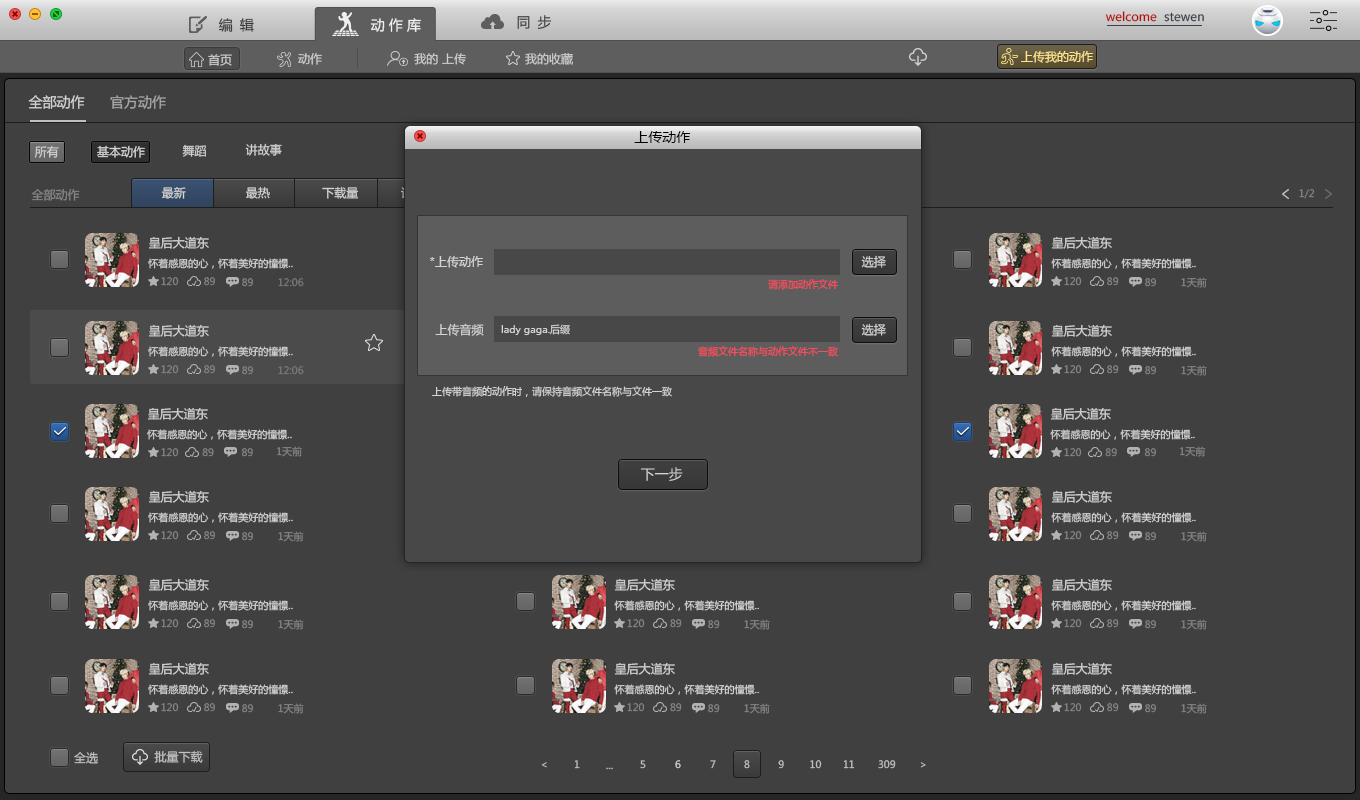 编 辑
动 作 库
同 步
welcome stewen
首页
动作
我的 上传
我的收藏
上传我的动作
全部动作
官方动作
所有
基本动作
舞蹈
讲故事
全部动作
最新
最热
下载量
< 1/2 >
上传动作
*上传动作
选择
请添加动作文件
上传音频
lady gaga.后缀
选择
音频文件名称与动作文件不一致
上传带音频的动作时，请保持音频文件名称与文件一致
下一步
皇后大道东
怀着感恩的心，怀着美好的憧憬..
120 89 89 12:06
皇后大道东
怀着感恩的心，怀着美好的憧憬..
120 89 89 1天前
皇后大道东
怀着感恩的心，怀着美好的憧憬..
120 89 89 12:06
皇后大道东
怀着感恩的心，怀着美好的憧憬..
120 89 89 1天前
皇后大道东
怀着感恩的心，怀着美好的憧憬..
120 89 89 1天前
皇后大道东
怀着感恩的心，怀着美好的憧憬..
120 89 89 1天前
皇后大道东
怀着感恩的心，怀着美好的憧憬..
120 89 89 1天前
皇后大道东
怀着感恩的心，怀着美好的憧憬..
120 89 89 1天前
皇后大道东
怀着感恩的心，怀着美好的憧憬..
120 89 89 1天前
皇后大道东
怀着感恩的心，怀着美好的憧憬..
120 89 89 1天前
皇后大道东
怀着感恩的心，怀着美好的憧憬..
120 89 89 1天前
皇后大道东
怀着感恩的心，怀着美好的憧憬..
120 89 89 1天前
皇后大道东
怀着感恩的心，怀着美好的憧憬..
120 89 89 1天前
皇后大道东
怀着感恩的心，怀着美好的憧憬..
120 89 89 1天前
全选
批量下载
< 1 ... 5 6 7 8 9 10 11 309 >